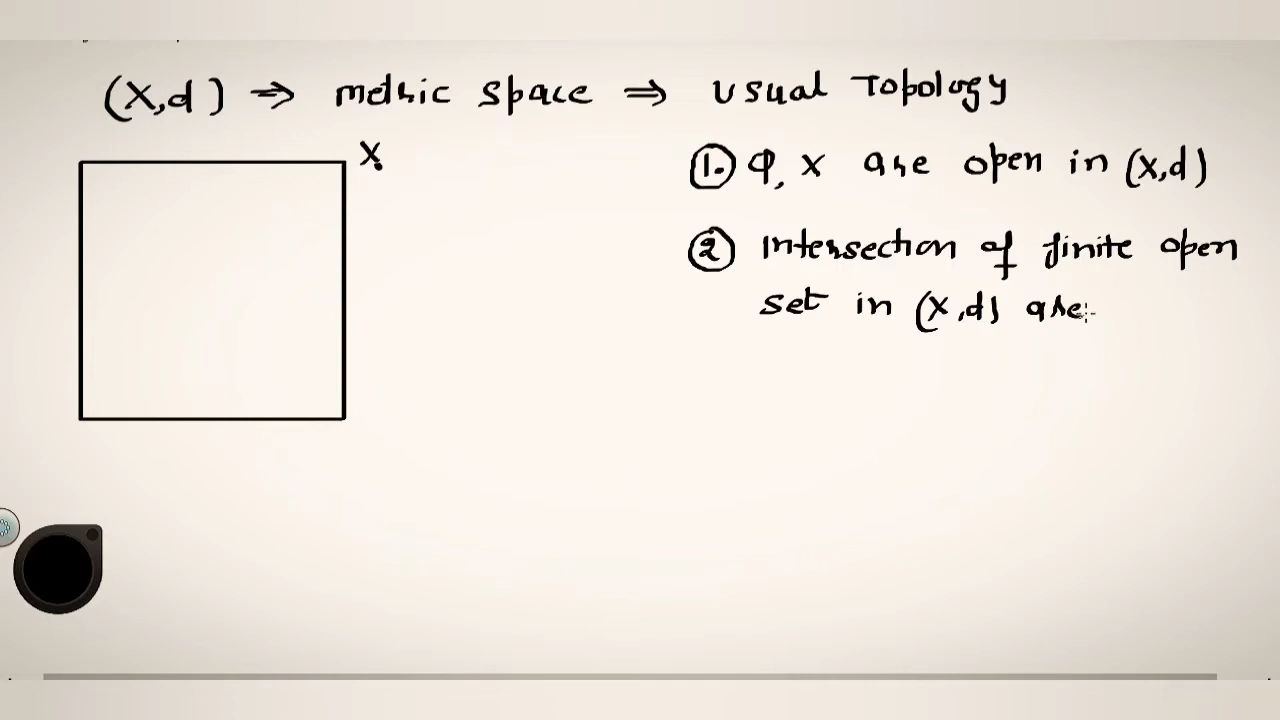 (X,d) ⇒ metric space ⇒ usual Topology
X
1. φ, X are open in (X,d)
2 Intersection of finite open
set in (X,d) are